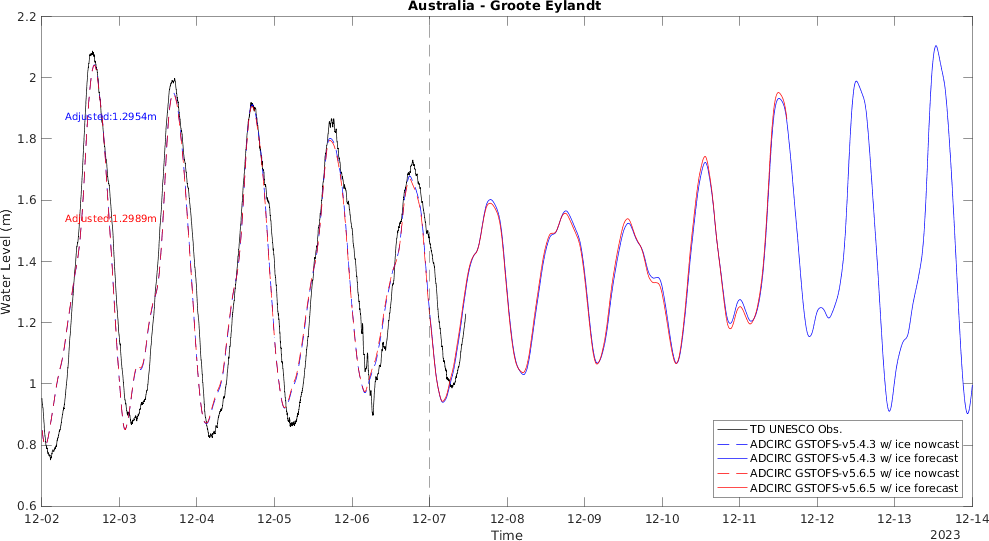 Australia - Groote Eylandt
2.2
2
1.8
1.6
1.4
1.2
1
0.8
0.6
Water Level (m)
Adjusted:1.2954m
Adjusted:1.2989m
TD UNESCO Obs.
ADCIRC GSTOFS-v5.4.3 w/ ice nowcast
ADCIRC GSTOFS-v5.4.3 w/ ice forecast
ADCIRC GSTOFS-v5.6.5 w/ ice nowcast
ADCIRC GSTOFS-v5.6.5 w/ ice forecast
12-02 12-03 12-04 12-05 12-06 12-07 12-08 12-09 12-10 12-11 12-12 12-13 12-14
Time
2023